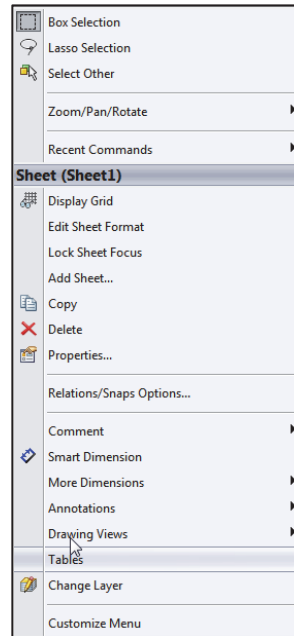 Box Selection
Lasso Selection
Select Other
Zoom/Pan/Rotate
Recent Commands
Sheet (Sheet1)
Display Grid
Edit Sheet Format
Lock Sheet Focus
Add Sheet...
Copy
Delete
Properties...
Relations/Snaps Options...
Comment
Smart Dimension
More Dimensions
Annotations
Drawing Views
Tables
Change Layer
Customize Menu